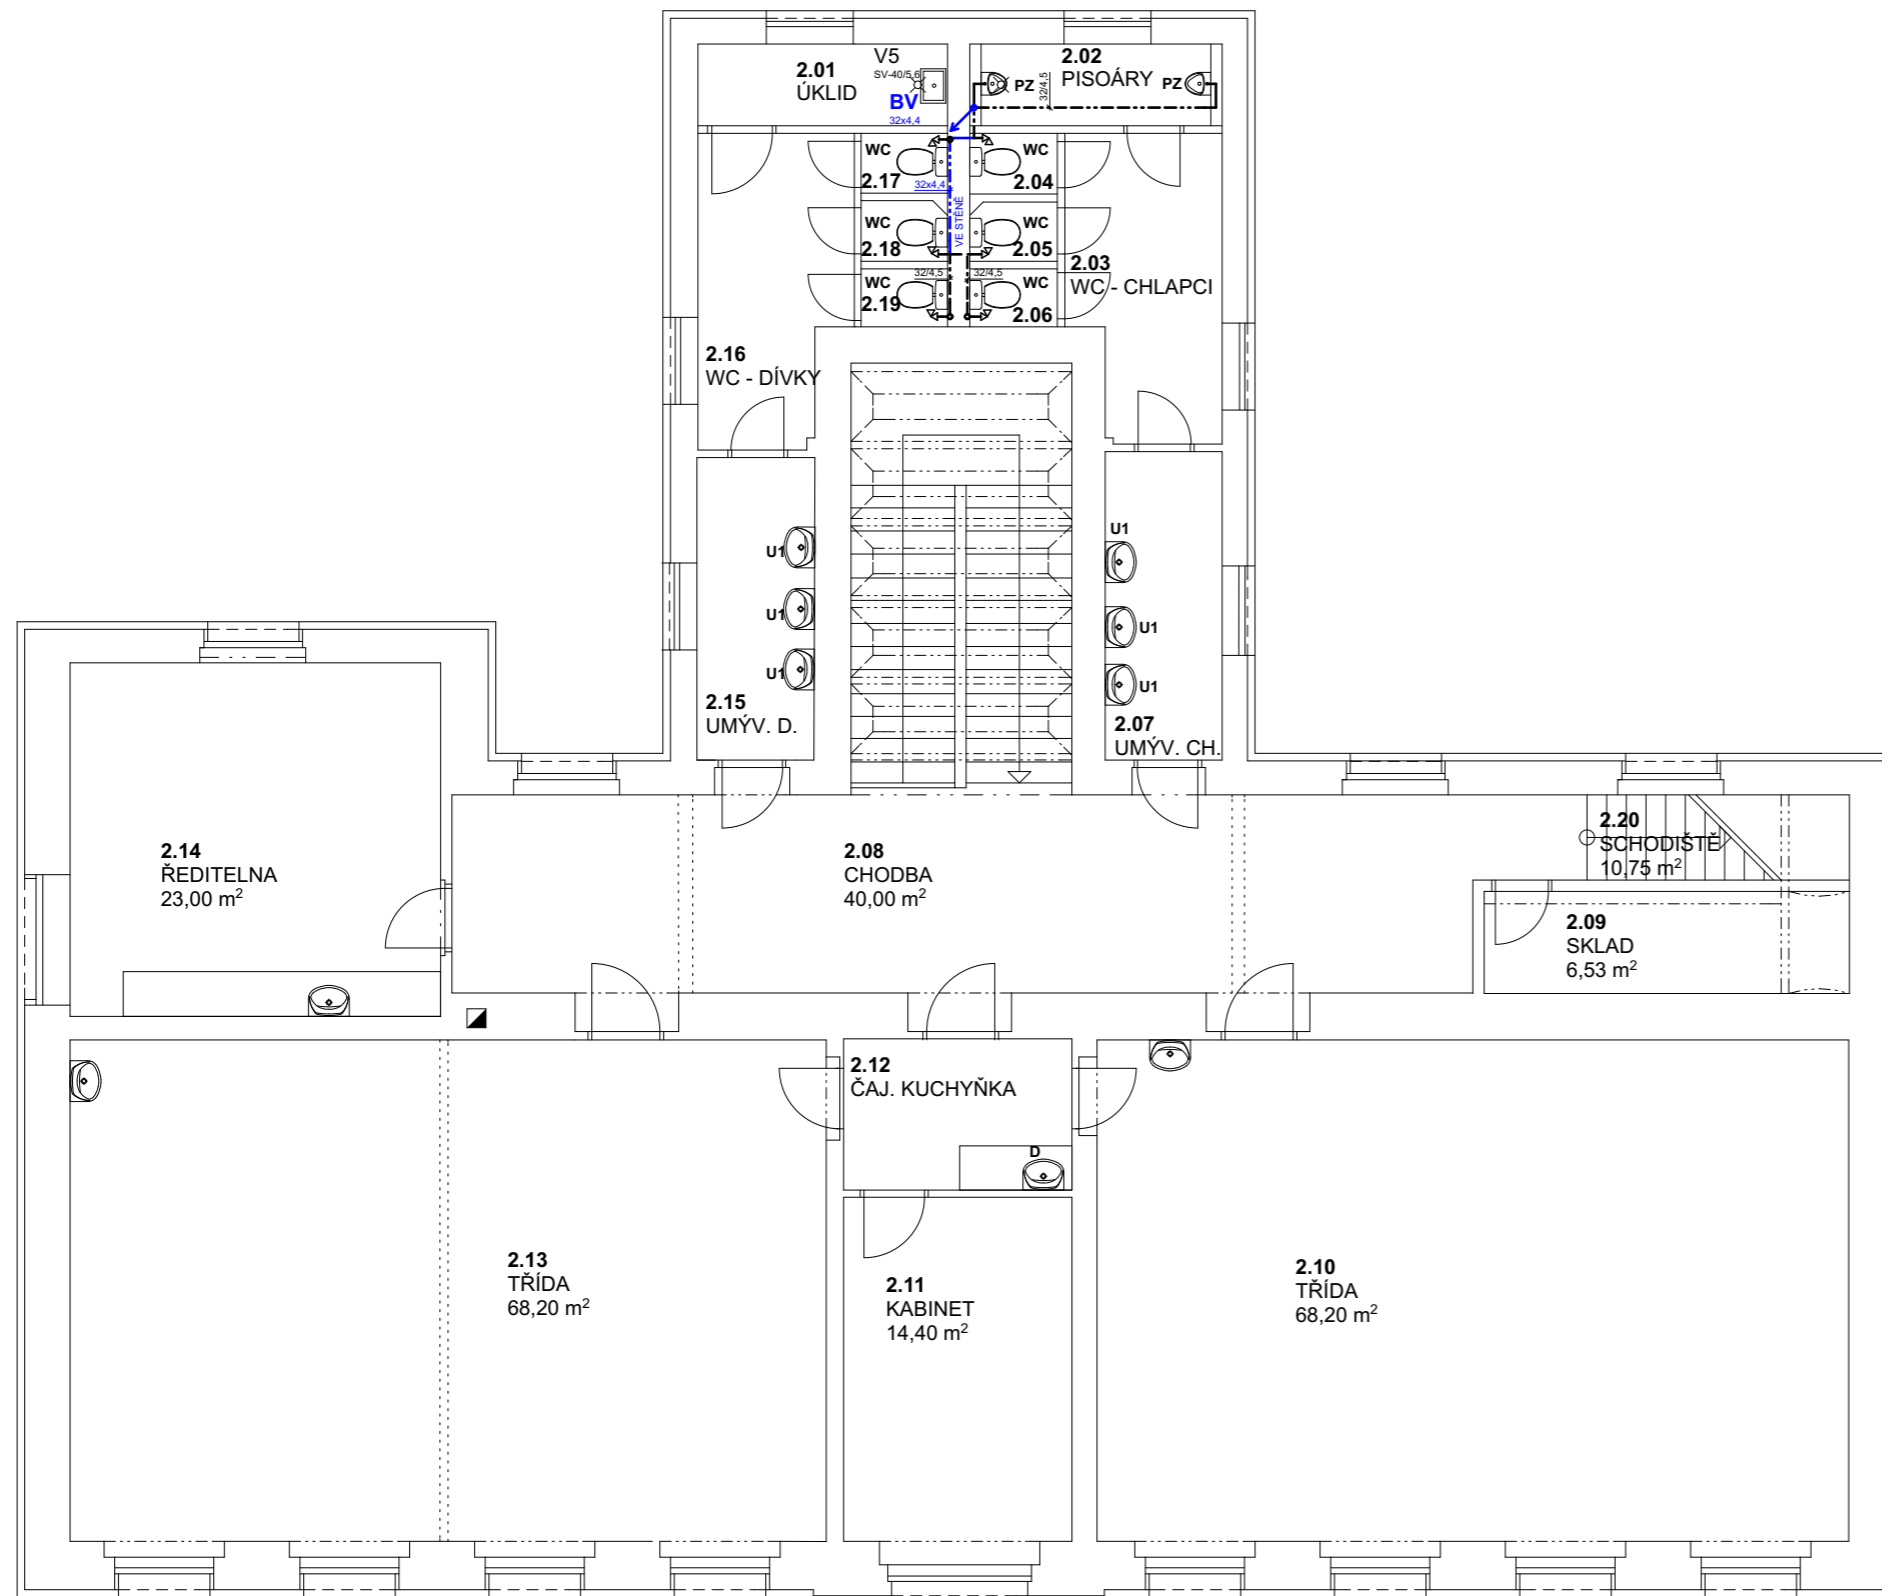 2.01
ÚKLID
V5
SV-40/5,6
BV
32x4,4
2.02
PISOÁRY
PZ
32/4,5
PZ
WC
2.17
32x4,4
WC
2.04
WC
2.18
VE STĚNĚ
WC
2.05
WC
2.19
32/4,5
32/4,5
WC
2.06
2.03
WC - CHLAPCI
2.16
WC - DÍVKY
U1
U1
U1
2.15
UMÝV. D.
U1
U1
U1
2.07
UMÝV. CH.
2.14
ŘEDITELNA
23,00 m²
2.08
CHODBA
40,00 m²
2.20
SCHODIŠTĚ
10,75 m²
2.09
SKLAD
6,53 m²
2.12
ČAJ. KUCHYŇKA
D
2.13
TŘÍDA
68,20 m²
2.11
KABINET
14,40 m²
2.10
TŘÍDA
68,20 m²